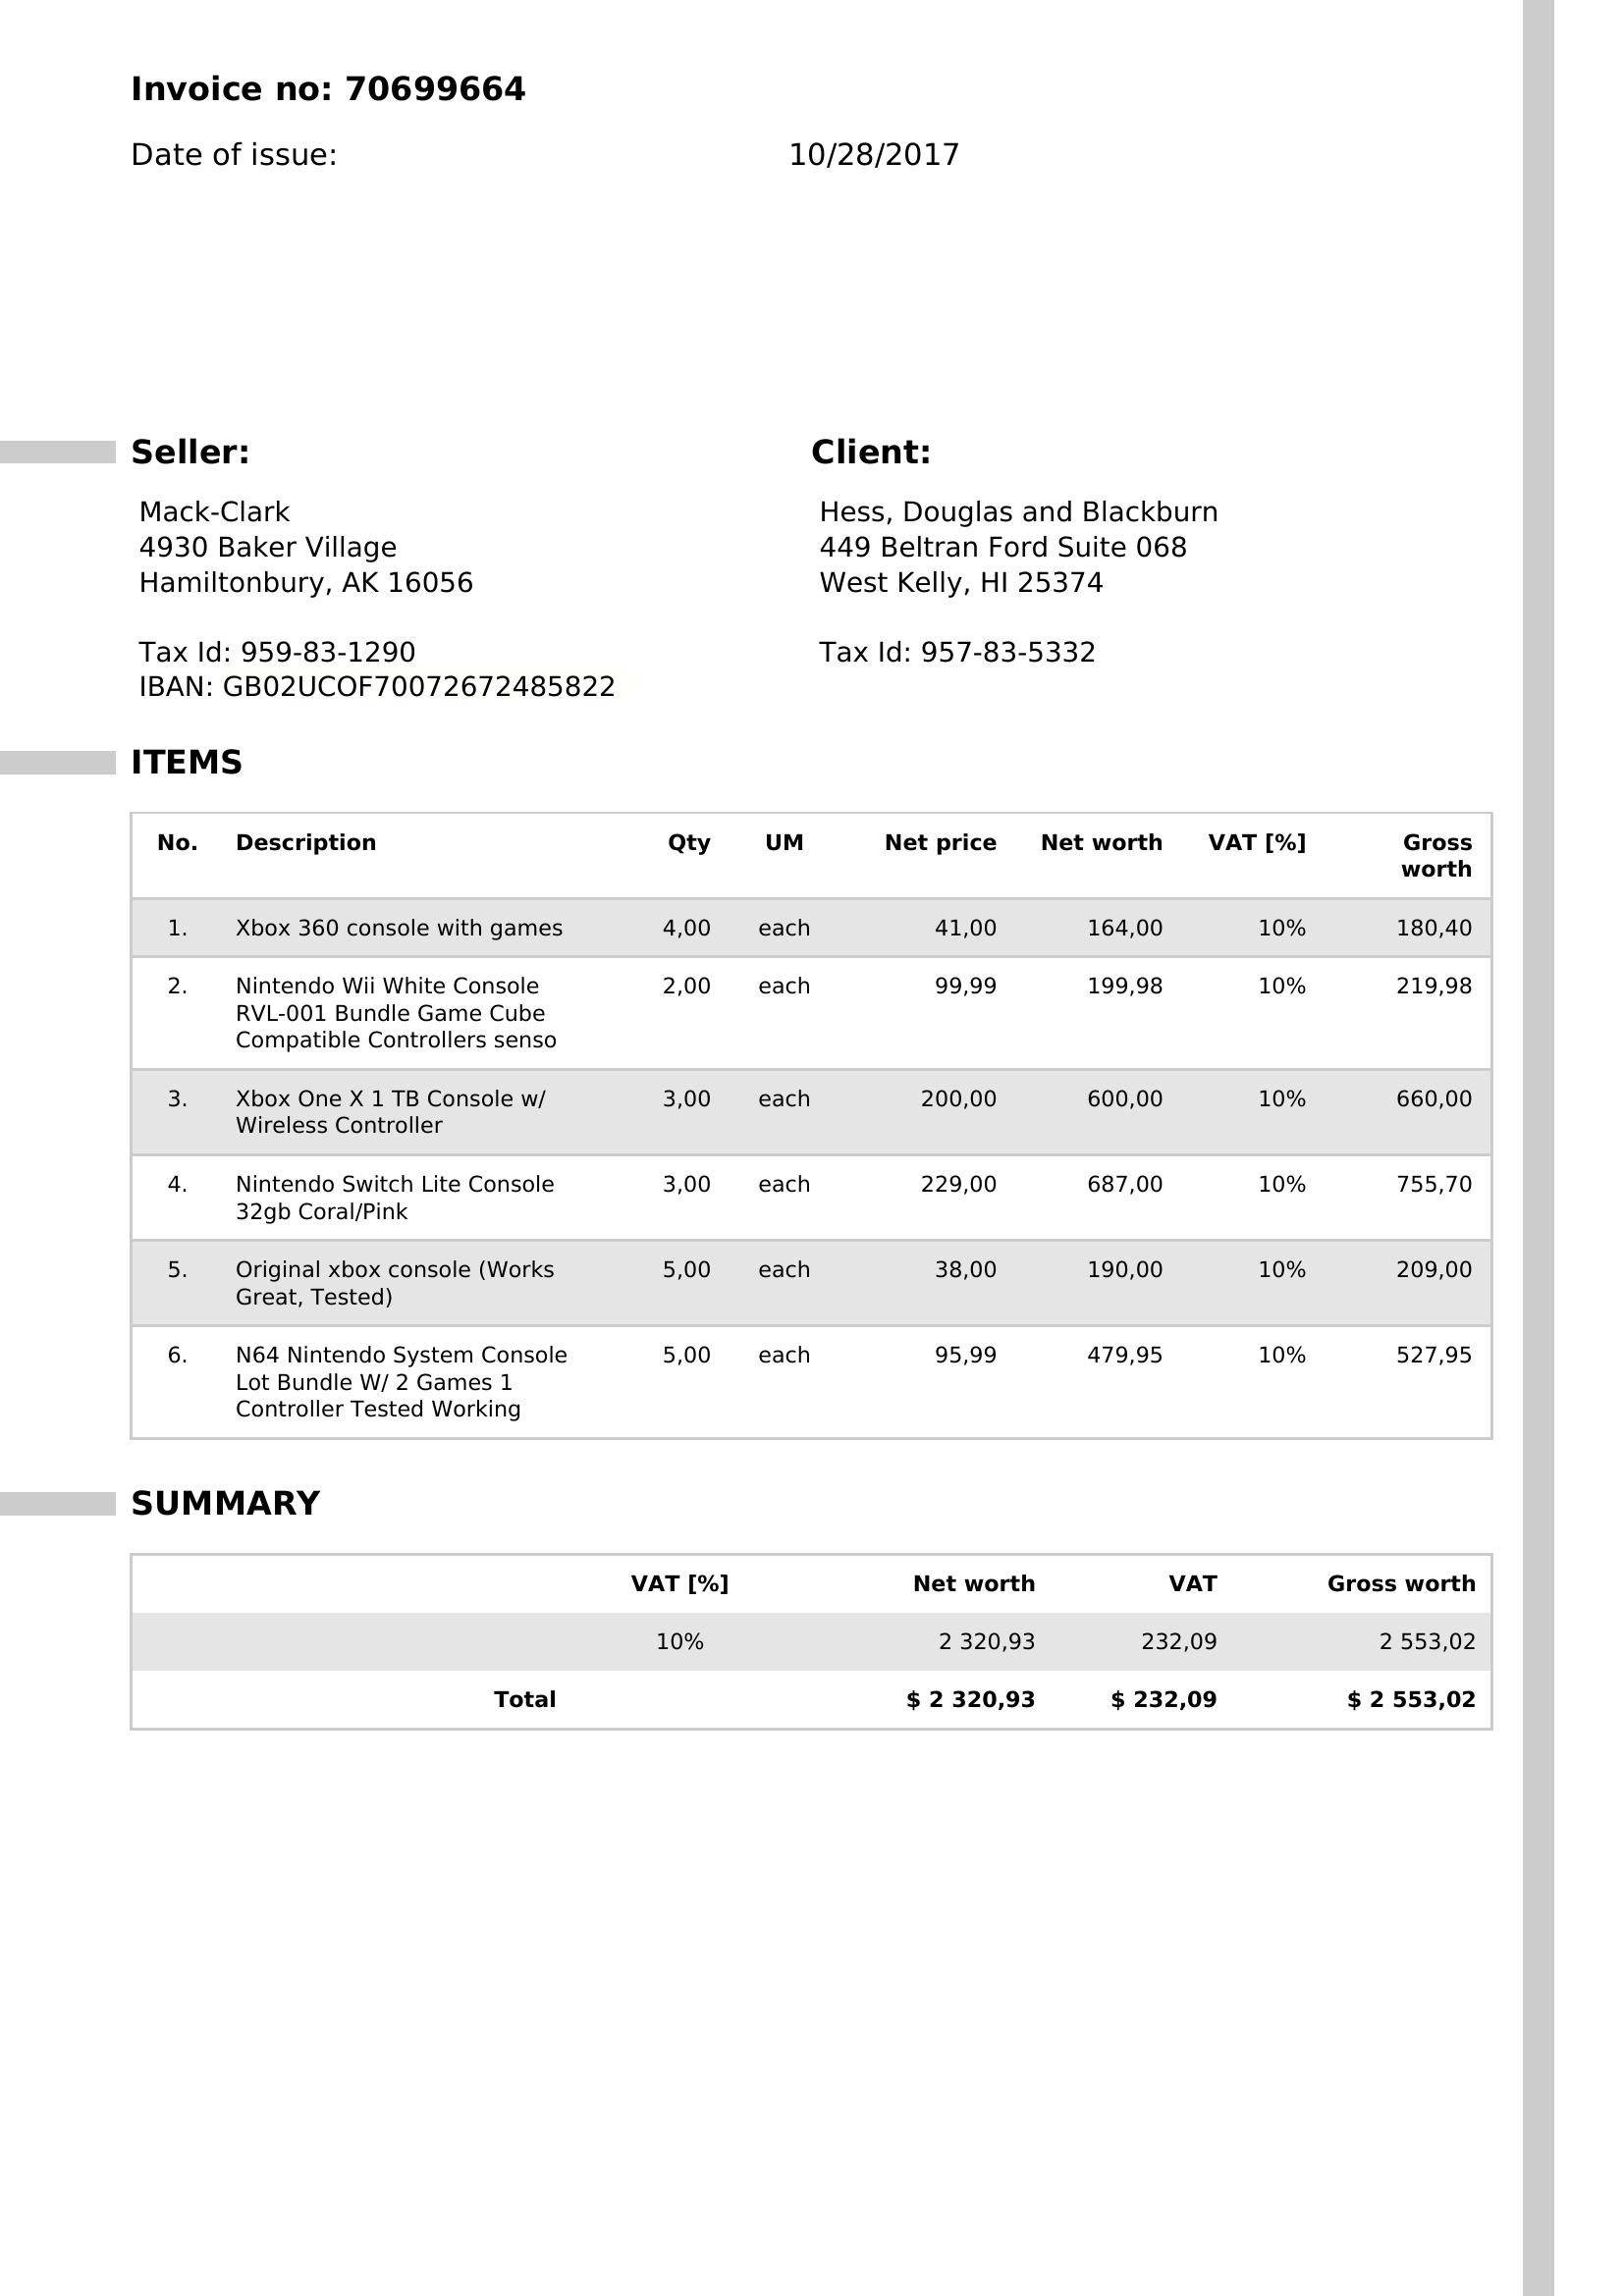 Invoice no: 70699664
Date of issue: 10/28/2017
Seller:
Mack-Clark
4930 Baker Village
Hamiltonbury, AK 16056
Tax Id: 959-83-1290
IBAN: GB02UCOF70072672485822
Client:
Hess, Douglas and Blackburn
449 Beltran Ford Suite 068
West Kelly, HI 25374
Tax Id: 957-83-5332
ITEMS
No. Description Qty UM Net price Net worth VAT [%] Gross
worth
1. Xbox 360 console with games 4,00 each 41,00 164,00 10% 180,40
2. Nintendo Wii White Console 2,00 each 99,99 199,98 10% 219,98
RVL-001 Bundle Game Cube
Compatible Controllers senso
3. Xbox One X 1 TB Console w/ 3,00 each 200,00 600,00 10% 660,00
Wireless Controller
4. Nintendo Switch Lite Console 3,00 each 229,00 687,00 10% 755,70
32gb Coral/Pink
5. Original xbox console (Works 5,00 each 38,00 190,00 10% 209,00
Great, Tested)
6. N64 Nintendo System Console 5,00 each 95,99 479,95 10% 527,95
Lot Bundle W/ 2 Games 1
Controller Tested Working
SUMMARY
VAT [%] Net worth VAT Gross worth
10% 2 320,93 232,09 2 553,02
Total $ 2 320,93 $ 232,09 $ 2 553,02